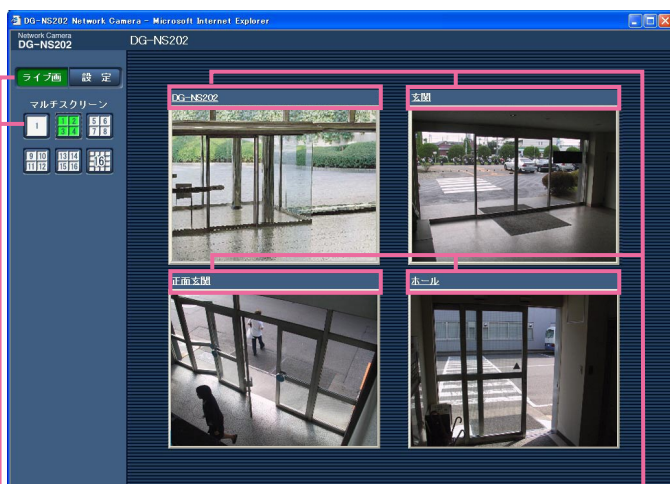 DG-NS202 Network Camera - Microsoft Internet Explorer
Network Camera
DG-NS202
DG-NS202
ライブ画 設 定
マルチスクリーン
1
1 2
3 4
5 6
7 8
9 10
11 12
13 14
15 16
16
DG-NS202
玄関
正面玄関
ホール